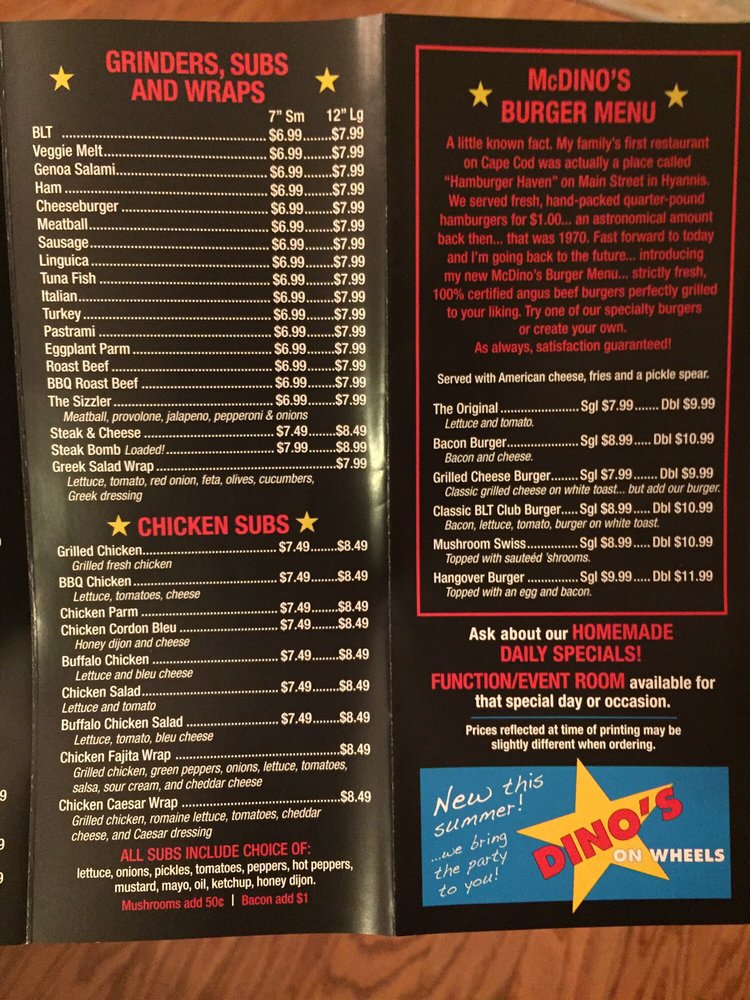 GRINDERS, SUBS
AND WRAPS
7" Sm 12" Lg
BLT ........ $6.99 ........ $7.99
Veggie Melt ........ $6.99 ........ $7.99
Genoa Salami ........ $6.99 ........ $7.99
Ham ........ $6.99 ........ $7.99
Cheeseburger ........ $6.99 ........ $7.99
Meatball ........ $6.99 ........ $7.99
Sausage ........ $6.99 ........ $7.99
Linguica ........ $6.99 ........ $7.99
Tuna Fish ........ $6.99 ........ $7.99
Italian ........ $6.99 ........ $7.99
Turkey ........ $6.99 ........ $7.99
Pastrami ........ $6.99 ........ $7.99
Eggplant Parm ........ $6.99 ........ $7.99
Roast Beef ........ $6.99 ........ $7.99
BBQ Roast Beef ........ $6.99 ........ $7.99
The Sizzler ........ $6.99 ........ $7.99
Meatball, provolone, jalapeno, pepperoni & onions
Steak & Cheese ........ $7.49 ........ $8.49
Steak Bomb Loaded! ........ $7.99 ........ $8.99
Greek Salad Wrap ........ $7.99
Lettuce, tomato, red onion, feta, olives, cucumbers,
Greek dressing
CHICKEN SUBS
Grilled Chicken ........ $7.49 ........ $8.49
Grilled fresh chicken
BBQ Chicken ........ $7.49 ........ $8.49
Lettuce, tomatoes, cheese
Chicken Parm ........ $7.49 ........ $8.49
Chicken Cordon Bleu ........ $7.49 ........ $8.49
Honey dijon and cheese
Buffalo Chicken ........ $7.49 ........ $8.49
Lettuce and bleu cheese
Chicken Salad ........ $7.49 ........ $8.49
Lettuce and tomato
Buffalo Chicken Salad ........ $7.49 ........ $8.49
Lettuce, tomato, bleu cheese
Chicken Fajita Wrap ........ $8.49
Grilled chicken, green peppers, onions, lettuce, tomatoes,
salsa, sour cream, and cheddar cheese
Chicken Caesar Wrap ........ $8.49
Grilled chicken, romaine lettuce, tomatoes, cheddar
cheese, and Caesar dressing
ALL SUBS INCLUDE CHOICE OF:
lettuce, onions, pickles, tomatoes, peppers, hot peppers,
mustard, mayo, oil, ketchup, honey dijon.
Mushrooms add 50¢ | Bacon add $1
McDINO'S
BURGER MENU
A little known fact. My family's first restaurant
on Cape Cod was actually a place called
"Hamburger Haven" on Main Street in Hyannis.
We served fresh, hand-packed quarter-pound
hamburgers for $1.00... an astronomical amount
back then... that was 1970. Fast forward to today
and I'm going back to the future... introducing
my new McDino's Burger Menu... strictly fresh,
100% certified angus beef burgers perfectly grilled
to your liking. Try one of our specialty burgers
or create your own.
As always, satisfaction guaranteed!
Served with American cheese, fries and a pickle spear.
The Original ........ Sgl $7.99 ....... Dbl $9.99
Lettuce and tomato.
Bacon Burger ........ Sgl $8.99 ..... Dbl $10.99
Bacon and cheese.
Grilled Cheese Burger ....... Sgl $7.99 ....... Dbl $9.99
Classic grilled cheese on white toast... but add our burger.
Classic BLT Club Burger .... Sgl $8.99 .... Dbl $10.99
Bacon, lettuce, tomato, burger on white toast.
Mushroom Swiss ........ Sgl $8.99 .... Dbl $10.99
Topped with sauteéd 'shrooms.
Hangover Burger ........ Sgl $9.99 .... Dbl $11.99
Topped with an egg and bacon.
Ask about our HOMEMADE
DAILY SPECIALS!
FUNCTION/EVENT ROOM available for
that special day or occasion.
Prices reflected at time of printing may be
slightly different when ordering.
New this
summer!
...we bring
the party
to you!
DINO'S
ON WHEELS
9
9
9